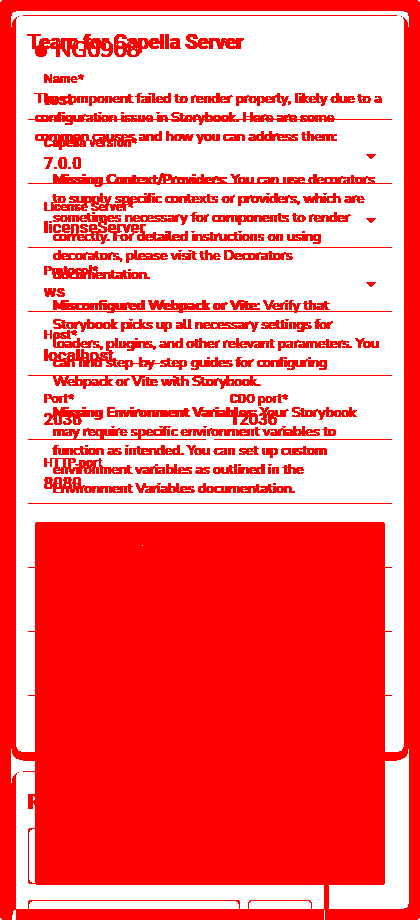 Team for Capella Server
NG0908
Name*
test
The component failed to render properly, likely due to a
configuration issue in Storybook. Here are some
common causes and how you can address them:
Capella version*
7.0.0
Missing Context/Providers: You can use decorators
to supply specific contexts or providers, which are
License Server*
sometimes necessary for components to render
licenseServer
correctly. For detailed instructions on using
decorators, please visit the Decorators
Protocol*
documentation.
ws
Misconfigured Webpack or Vite: Verify that
Storybook picks up all necessary settings for
Host*
loaders, plugins, and other relevant parameters. You
localhost
can find step-by-step guides for configuring
Webpack or Vite with Storybook.
Port* CDO port*
Missing Environment Variables: Your Storybook
2036 12036
may require specific environment variables to
function as intended. You can set up custom
HTTP port
environment variables as outlined in the
8080
Environment Variables documentation.